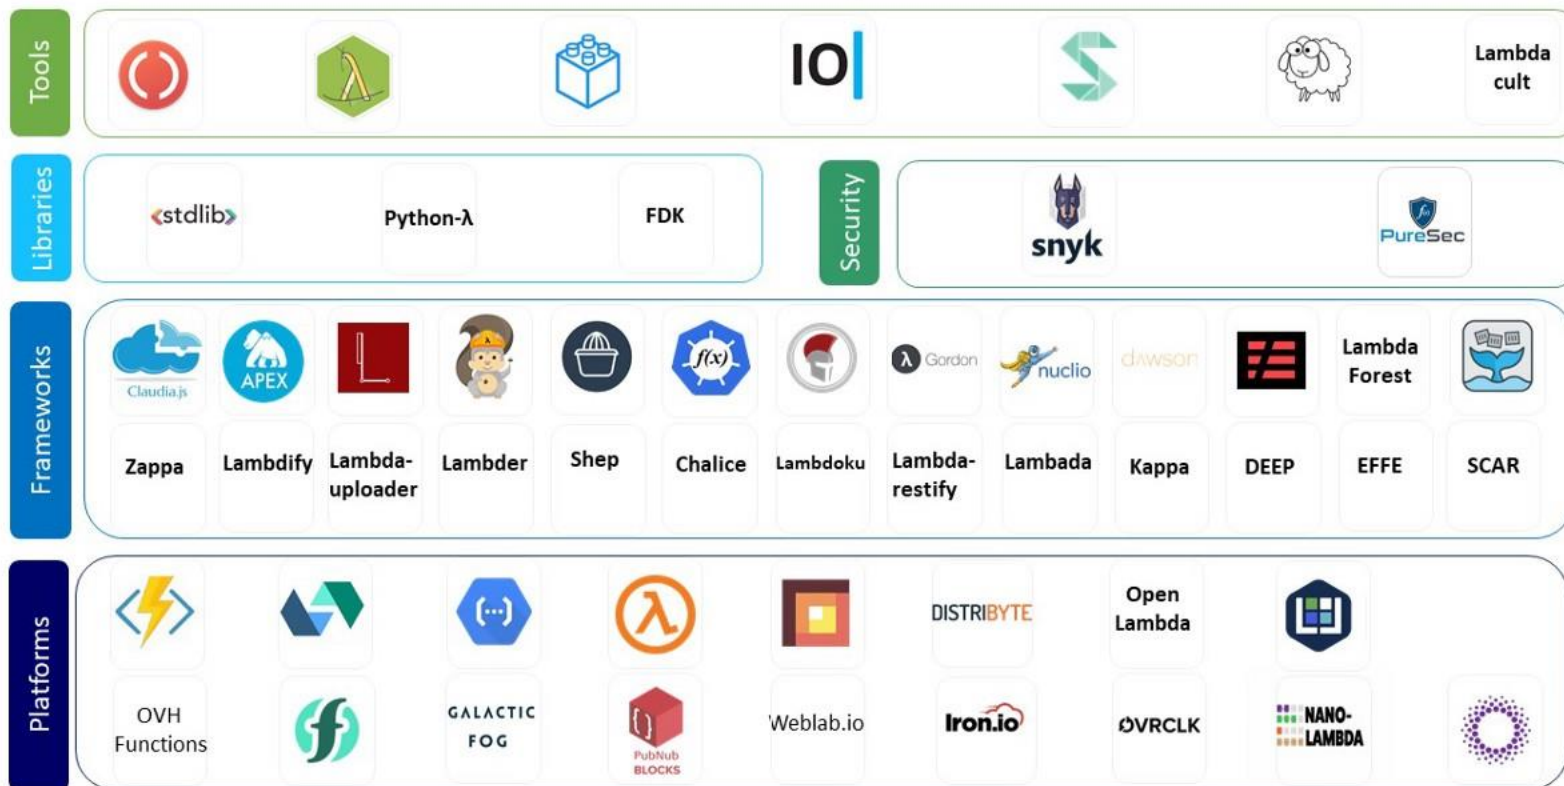 Tools
IO
Lambda
cult
Libraries
<stdlib>
Python-λ
FDK
Security
snyk
PureSec
Frameworks
Claudia.js
APEX
λ
f(x)
λ Gordon
nuclio
dawson
Lambda
Forest
Zappa
Lambdify
Lambda-
uploader
Lambder
Shep
Chalice
Lambdoku
Lambda-
restify
Lambada
Kappa
DEEP
EFFE
SCAR
Platforms
DISTRIBYTE
Open
Lambda
OVH
Functions
GALACTIC
FOG
PubNub
BLOCKS
Weblab.io
Iron.io
OVRCLK
NANO-
LAMBDA